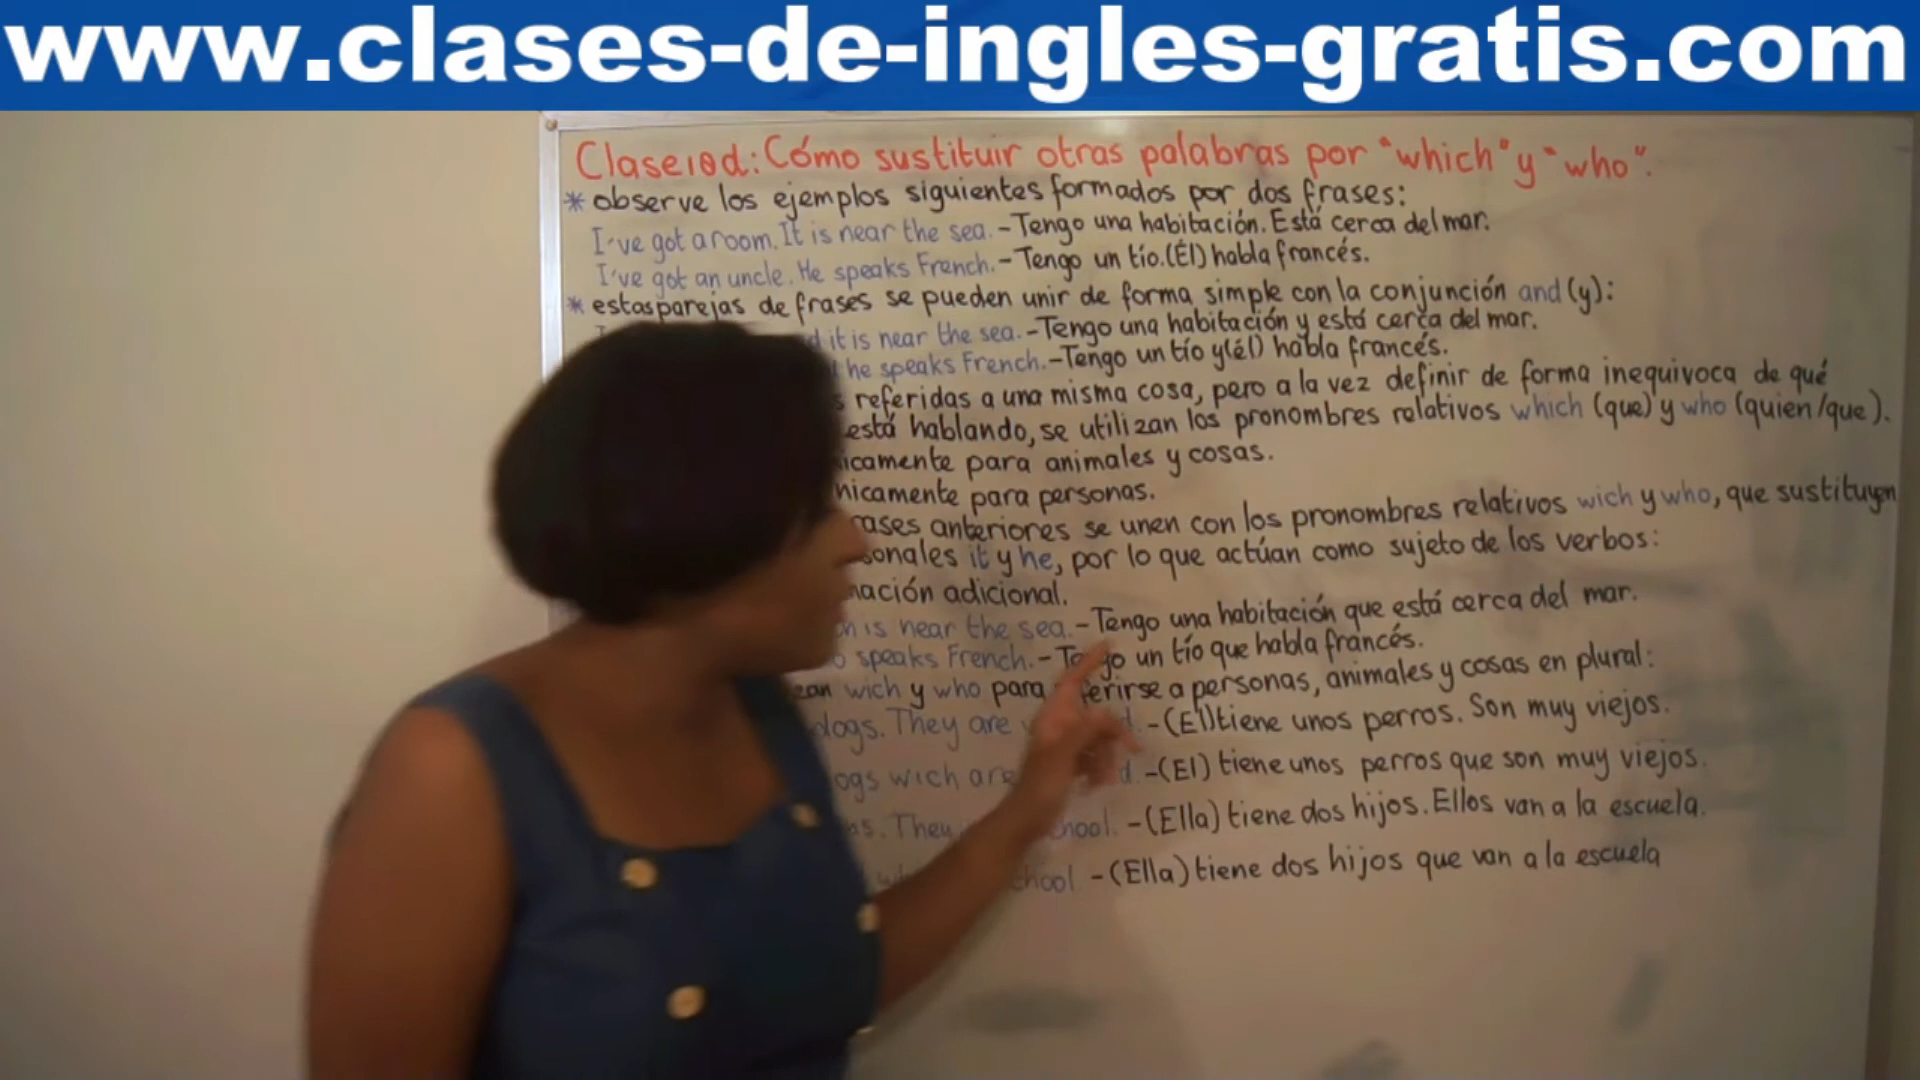 www.clases-de-ingles-gratis.com
Clase10d: Cómo sustituir otras palabras por "which" y "who".
* observe los ejemplos siguientes formados por dos frases:
I've got a room. It is near the sea. - Tengo una habitación. Está cerca del mar.
I've got an uncle. He speaks French. - Tengo un tío. (Él) habla francés.
* estas parejas de frases se pueden unir de forma simple con la conjunción and (y):
it is near the sea. - Tengo una habitación y está cerca del mar.
he speaks French. - Tengo un tío y (él) habla francés.
referidas a una misma cosa, pero a la vez definir de forma inequivoca de qué
está hablando, se utilizan los pronombres relativos which (que) y who (quien/que).
para animales y cosas.
para personas.
anteriores se unen con los pronombres relativos wich y who, que sustituyen
it y he, por lo que actúan como sujeto de los verbos:
adicional.
is near the sea. - Tengo una habitación que está cerca del mar.
speaks French. - Tengo un tío que habla francés.
wich y who para referirse a personas, animales y cosas en plural:
dogs. They are - (El) tiene unos perros. Son muy viejos.
wich are - (El) tiene unos perros que son muy viejos.
They - (Ella) tiene dos hijos. Ellos van a la escuela.
- (Ella) tiene dos hijos que van a la escuela